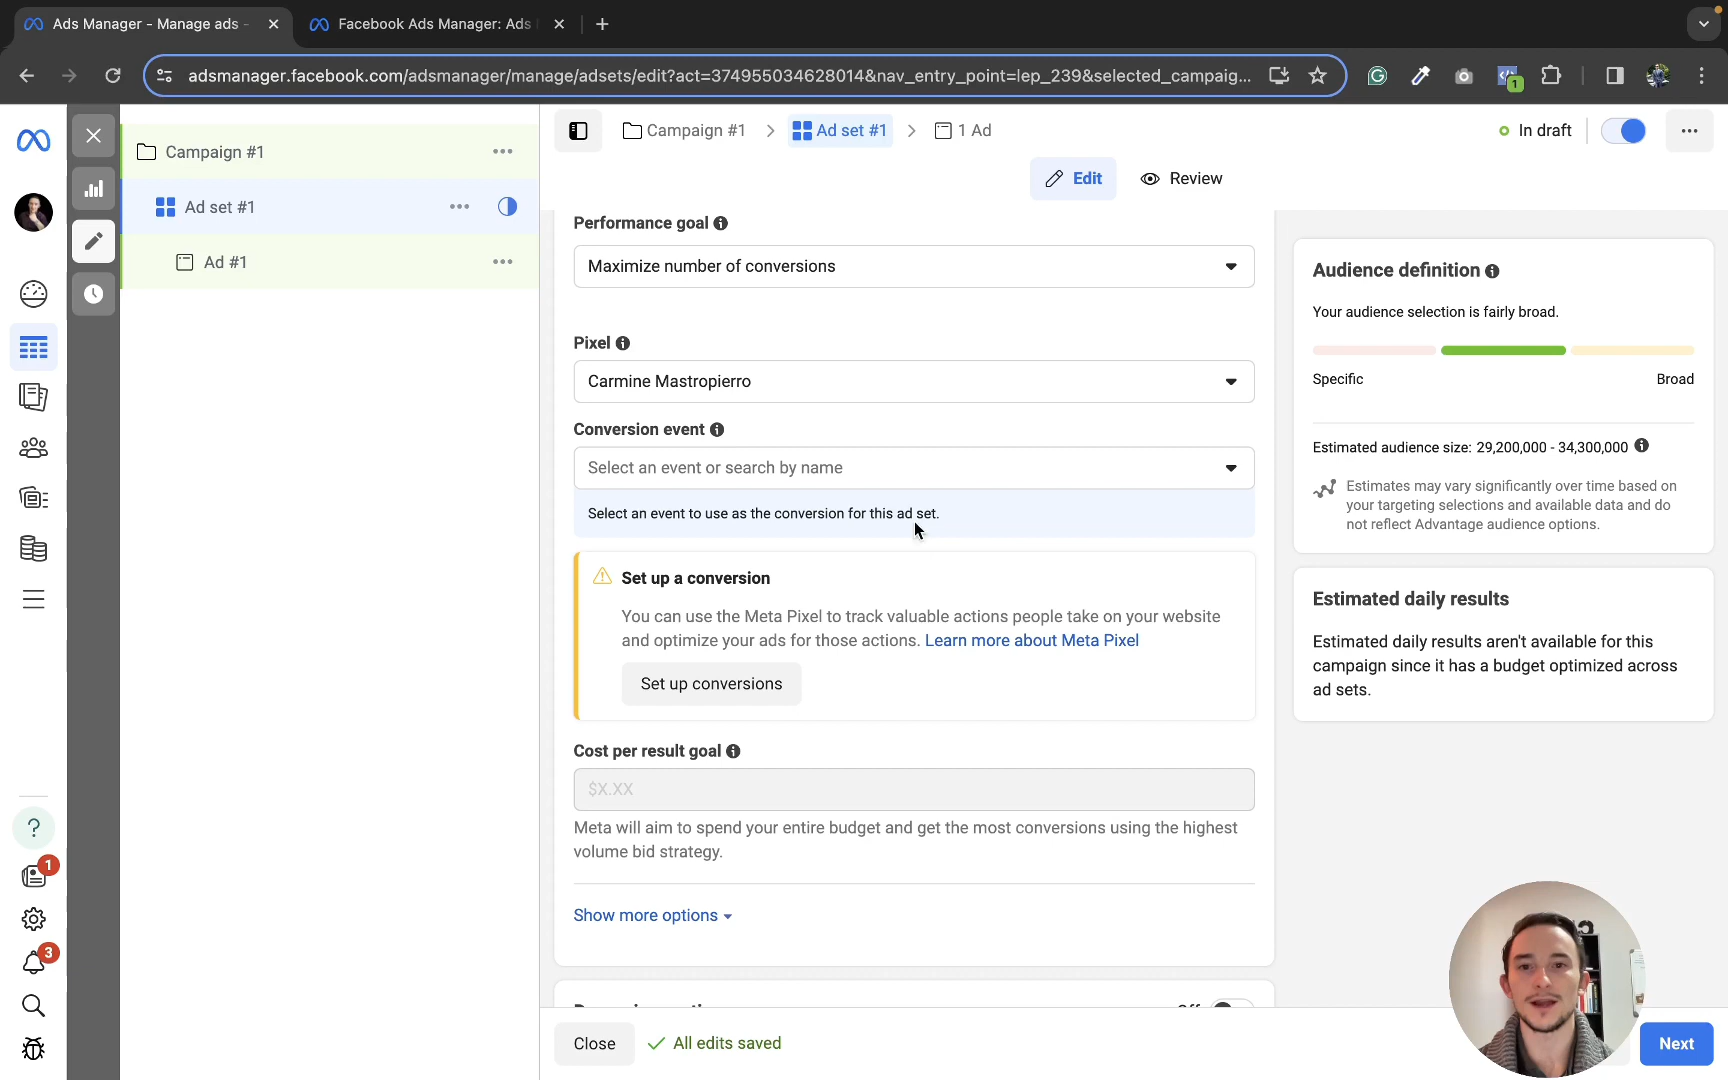 Ads Manager - Manage ads -
Facebook Ads Manager: Ads
adsmanager.facebook.com/adsmanager/manage/adsets/edit?act=374955034628014&nav_entry_point=lep_239&selected_campaig...
1
Campaign #1
Ad set #1
Ad #1
Campaign #1
Ad set #1
1 Ad
In draft
Edit
Review
Performance goal
Maximize number of conversions
Pixel
Carmine Mastropierro
Conversion event
Select an event or search by name
Select an event to use as the conversion for this ad set.
Set up a conversion
You can use the Meta Pixel to track valuable actions people take on your website
and optimize your ads for those actions. Learn more about Meta Pixel
Set up conversions
Cost per result goal
$X.XX
Meta will aim to spend your entire budget and get the most conversions using the highest
volume bid strategy.
Show more options
Audience definition
Your audience selection is fairly broad.
Specific
Broad
Estimated audience size: 29,200,000 - 34,300,000
Estimates may vary significantly over time based on
your targeting selections and available data and do
not reflect Advantage audience options.
Estimated daily results
Estimated daily results aren't available for this
campaign since it has a budget optimized across
ad sets.
1
3
Close
All edits saved
Next